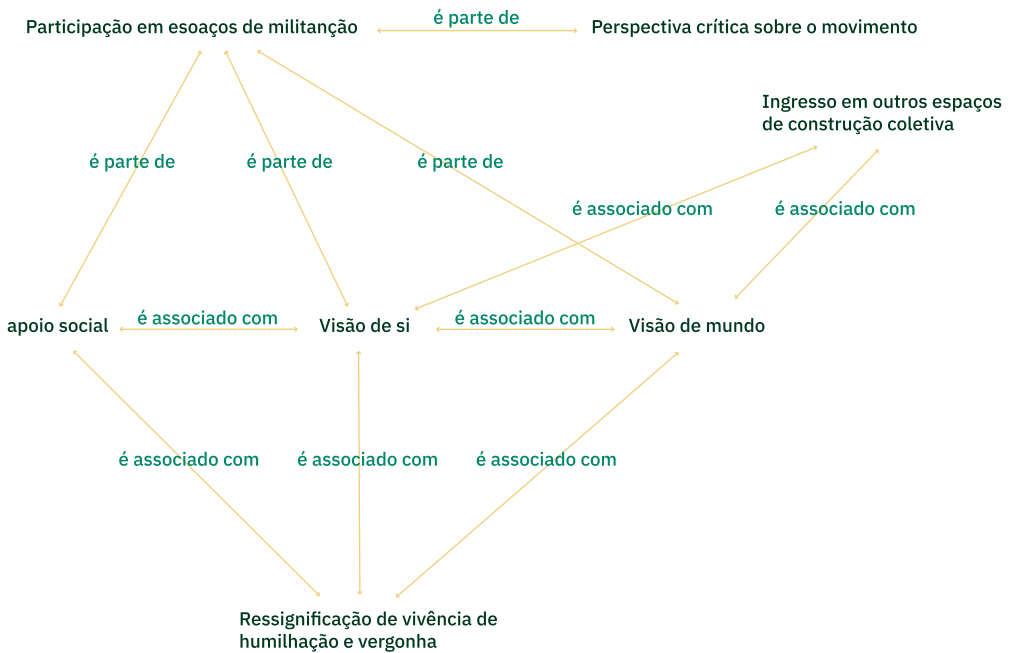 é parte de
Participação em esoaços de militanção
Perspectiva crítica sobre o movimento
Ingresso em outros espaços
de construção coletiva
é parte de
é parte de
é parte de
é associado com
é associado com
apoio social
é associado com
Visão de si
é associado com
Visão de mundo
é associado com
é associado com
é associado com
Ressignificação de vivência de
humilhação e vergonha